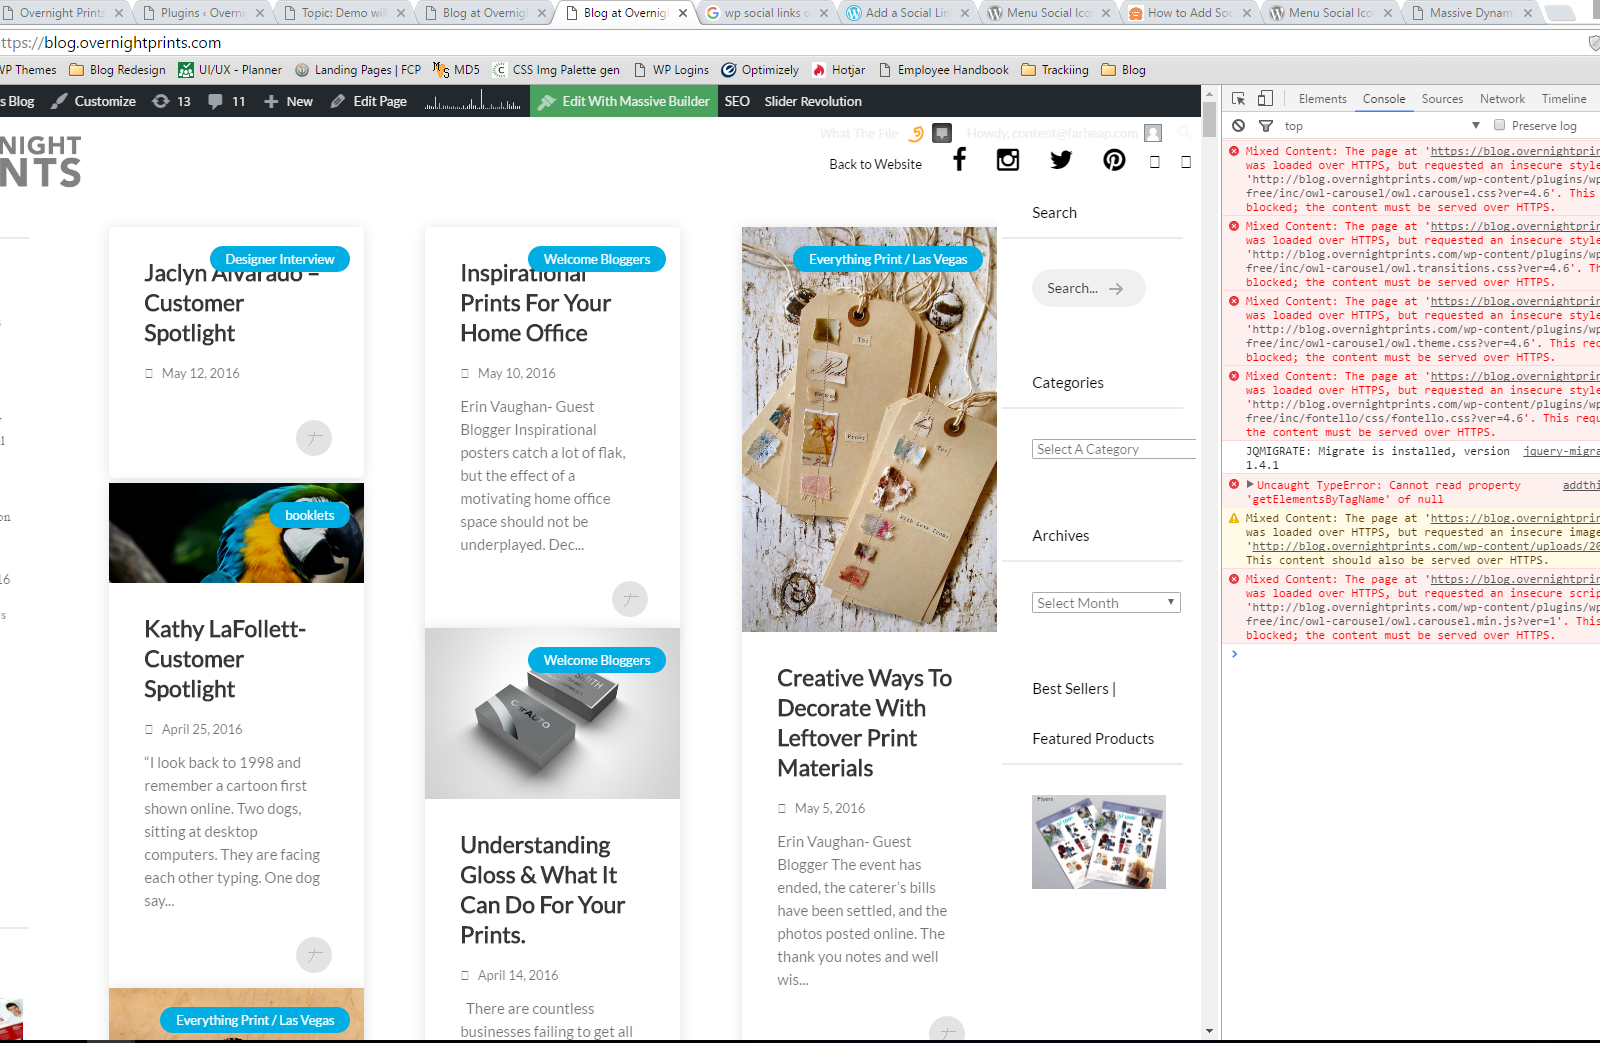 Overnight Prints
Plugins ‹ Overni
Topic: Demo will
Blog at Overnigh
Blog at Overnigh
wp social links c
Add a Social Lin
Menu Social Ico
How to Add Soc
Menu Social Ico
Massive Dynam
ttps://blog.overnightprints.com
WP Themes
Blog Redesign
UI/UX - Planner
Landing Pages | FCP
MD5
CSS Img Palette gen
WP Logins
Optimizely
Hotjar
Employee Handbook
Trackiing
Blog
s Blog
Customize
13
11
New
Edit Page
Edit With Massive Builder
SEO
Slider Revolution
What The File
Howdy, content@farheap.com
NIGHT
NTS
Back to Website
Designer Interview
Jaclyn Alvarado –
Customer
Spotlight
May 12, 2016
booklets
Kathy LaFollett-
Customer
Spotlight
April 25, 2016
“I look back to 1998 and
remember a cartoon first
shown online. Two dogs,
sitting at desktop
computers. They are facing
each other typing. One dog
say...
Everything Print / Las Vegas
Welcome Bloggers
Inspirational
Prints For Your
Home Office
May 10, 2016
Erin Vaughan- Guest
Blogger Inspirational
posters catch a lot of flak,
but the effect of a
motivating home office
space should not be
underplayed. Dec...
Welcome Bloggers
Understanding
Gloss & What It
Can Do For Your
Prints.
April 14, 2016
There are countless
businesses failing to get all
Everything Print / Las Vegas
To:
From:
With Love From:
Creative Ways To
Decorate With
Leftover Print
Materials
May 5, 2016
Erin Vaughan- Guest
Blogger The event has
ended, the caterer’s bills
have been settled, and the
photos posted online. The
thank you notes and well
wis...
Search
Search...
Categories
Select A Category
Archives
Select Month
Best Sellers |
Featured Products
Flyers
Elements
Console
Sources
Network
Timeline
top
Preserve log
Mixed Content: The page at 'https://blog.overnightprin
was loaded over HTTPS, but requested an insecure style
'http://blog.overnightprints.com/wp-content/plugins/wp
free/inc/owl-carousel/owl.carousel.css?ver=4.6'. This
blocked; the content must be served over HTTPS.
Mixed Content: The page at 'https://blog.overnightprin
was loaded over HTTPS, but requested an insecure style
'http://blog.overnightprints.com/wp-content/plugins/wp
free/inc/owl-carousel/owl.transitions.css?ver=4.6'. Th
blocked; the content must be served over HTTPS.
Mixed Content: The page at 'https://blog.overnightprin
was loaded over HTTPS, but requested an insecure style
'http://blog.overnightprints.com/wp-content/plugins/wp
free/inc/owl-carousel/owl.theme.css?ver=4.6'. This req
blocked; the content must be served over HTTPS.
Mixed Content: The page at 'https://blog.overnightprin
was loaded over HTTPS, but requested an insecure style
'http://blog.overnightprints.com/wp-content/plugins/wp
free/inc/fontello/css/fontello.css?ver=4.6'. This requ
the content must be served over HTTPS.
JQMIGRATE: Migrate is installed, version jquery-migra
1.4.1
Uncaught TypeError: Cannot read property addthi
'getElementsByTagName' of null
Mixed Content: The page at 'https://blog.overnightprin
was loaded over HTTPS, but requested an insecure image
'http://blog.overnightprints.com/wp-content/uploads/20
This content should also be served over HTTPS.
Mixed Content: The page at 'https://blog.overnightprin
was loaded over HTTPS, but requested an insecure scrip
'http://blog.overnightprints.com/wp-content/plugins/wp
free/inc/owl-carousel/owl.carousel.min.js?ver=1'. This
blocked; the content must be served over HTTPS.